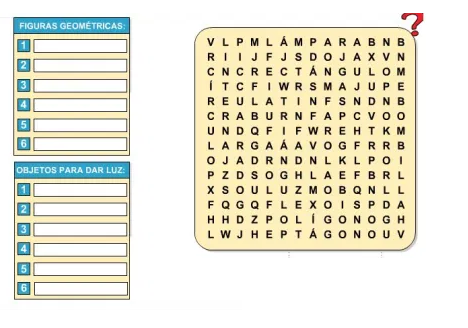 FIGURAS GEOMÉTRICAS:
1
2
3
4
5
6
OBJETOS PARA DAR LUZ:
1
2
3
4
5
6
?
V L P M L Á M P A R A B N B
R I I J F J S D O J A X V N
C N C R E C T Á N G U L O M
Í T C F I W R S M A J U P E
R E U L A T I N F S N D N B
C R A B U R N F A P C V O O
U N D Q F I F W R E H T K M
L A R G A Á A V O G F R R B
O J A D R N D N L K L P O I
P Z D S O G H L A E F B R L
X S O U L U Z M O B Q N L L
F Q G Q F L E X O I S P D A
H H D Z P O L Í G O N O G H
L W J H E P T Á G O N O U V